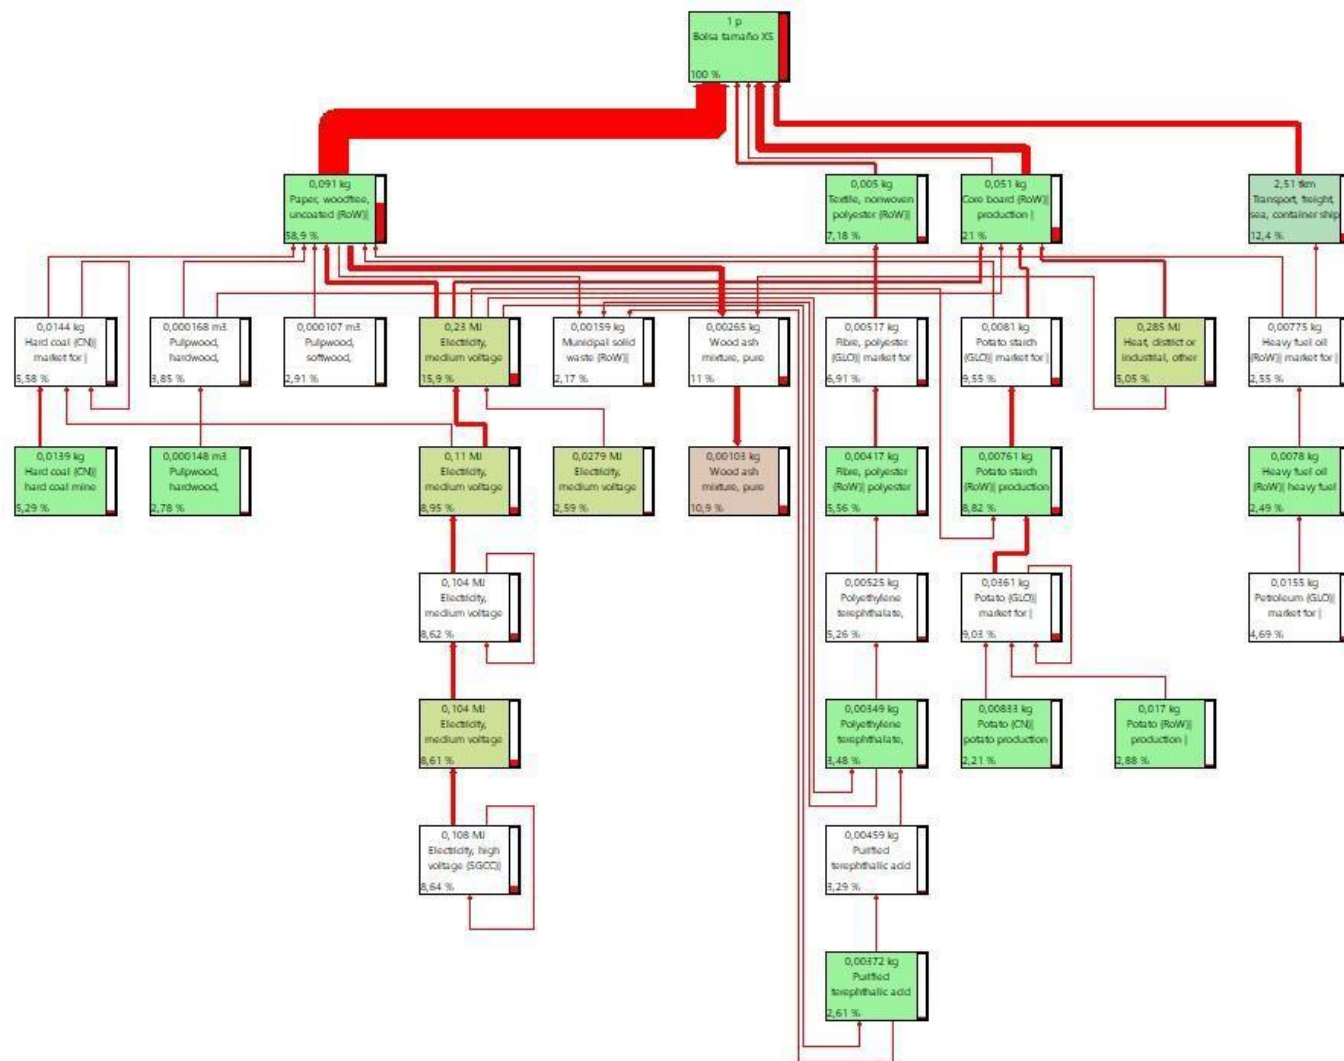 1 p
Bolsa tamaño XS
100 %
0,091 kg
Paper, woodfree,
uncoated {RoW}|
58,9 %
0,005 kg
Textile, nonwoven
polyester {RoW}|
7,18 %
0,051 kg
Core board {RoW}|
production |
21 %
2,51 tkm
Transport, freight,
sea, container ship
12,4 %
0,0144 kg
Hard coal {CN}|
market for |
5,58 %
0,000168 m3
Pulpwood,
hardwood,
3,85 %
0,000107 m3
Pulpwood,
softwood,
2,91 %
0,23 MJ
Electricity,
medium voltage
15,9 %
0,00159 kg
Municipal solid
waste {RoW}|
2,17 %
0,00265 kg
Wood ash
mixture, pure
11 %
0,00517 kg
Fibre, polyester
{GLO}| market for
6,91 %
0,0081 kg
Potato starch
{GLO}| market for |
9,55 %
0,285 MJ
Heat, district or
industrial, other
5,05 %
0,00775 kg
Heavy fuel oil
{RoW}| market for |
2,55 %
0,0139 kg
Hard coal {CN}|
hard coal mine
5,29 %
0,000148 m3
Pulpwood,
hardwood,
2,78 %
0,11 MJ
Electricity,
medium voltage
8,95 %
0,0279 MJ
Electricity,
medium voltage
2,59 %
0,00103 kg
Wood ash
mixture, pure
10,9 %
0,00417 kg
Fibre, polyester
{RoW}| polyester
5,56 %
0,00761 kg
Potato starch
{RoW}| production
8,82 %
0,0078 kg
Heavy fuel oil
{RoW}| heavy fuel
2,49 %
0,104 MJ
Electricity,
medium voltage
8,62 %
0,00525 kg
Polyethylene
terephthalate,
5,26 %
0,0361 kg
Potato {GLO}|
market for |
9,03 %
0,0155 kg
Petroleum {GLO}|
market for |
4,69 %
0,104 MJ
Electricity,
medium voltage
8,61 %
0,00349 kg
Polyethylene
terephthalate,
3,48 %
0,00833 kg
Potato {CN}|
potato production
2,21 %
0,017 kg
Potato {RoW}|
production |
2,88 %
0,108 MJ
Electricity, high
voltage {SGCC}|
8,64 %
0,00459 kg
Purified
terephthalic acid
3,29 %
0,00372 kg
Purified
terephthalic acid
2,61 %